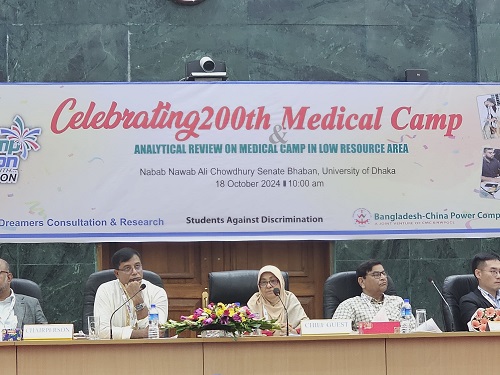 Celebrating 200th Medical Camp
&
ANALYTICAL REVIEW ON MEDICAL CAMP IN LOW RESOURCE AREA
Nabab Nawab Ali Chowdhury Senate Bhaban, University of Dhaka
18 October 2024 10:00 am
Dreamers Consultation & Research
Students Against Discrimination
Bangladesh-China Power Comp
CHAIRPERSON
CHIEF GUEST